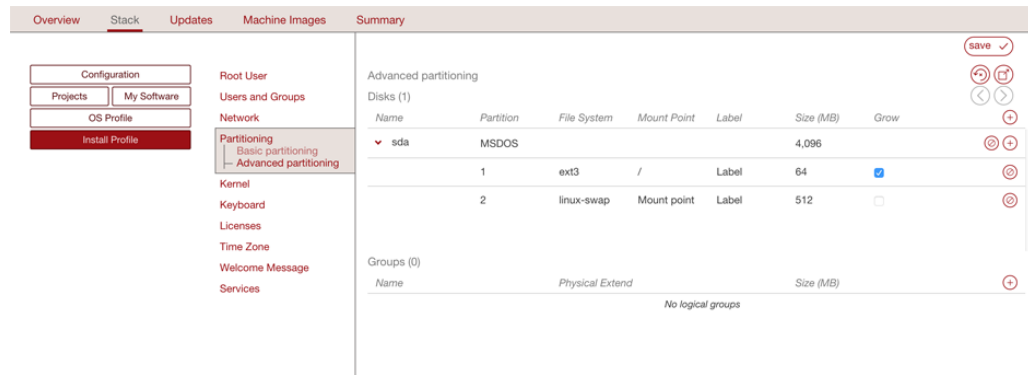 Overview Stack Updates Machine Images Summary
save
Configuration
Projects My Software
OS Profile
Install Profile
Root User
Users and Groups
Network
Partitioning
Basic partitioning
Advanced partitioning
Kernel
Keyboard
Licenses
Time Zone
Welcome Message
Services
Advanced partitioning
Disks (1)
Name Partition File System Mount Point Label Size (MB) Grow
sda MSDOS 4,096
1 ext3 / Label 64
2 linux-swap Mount point Label 512
Groups (0)
Name Physical Extend Size (MB)
No logical groups